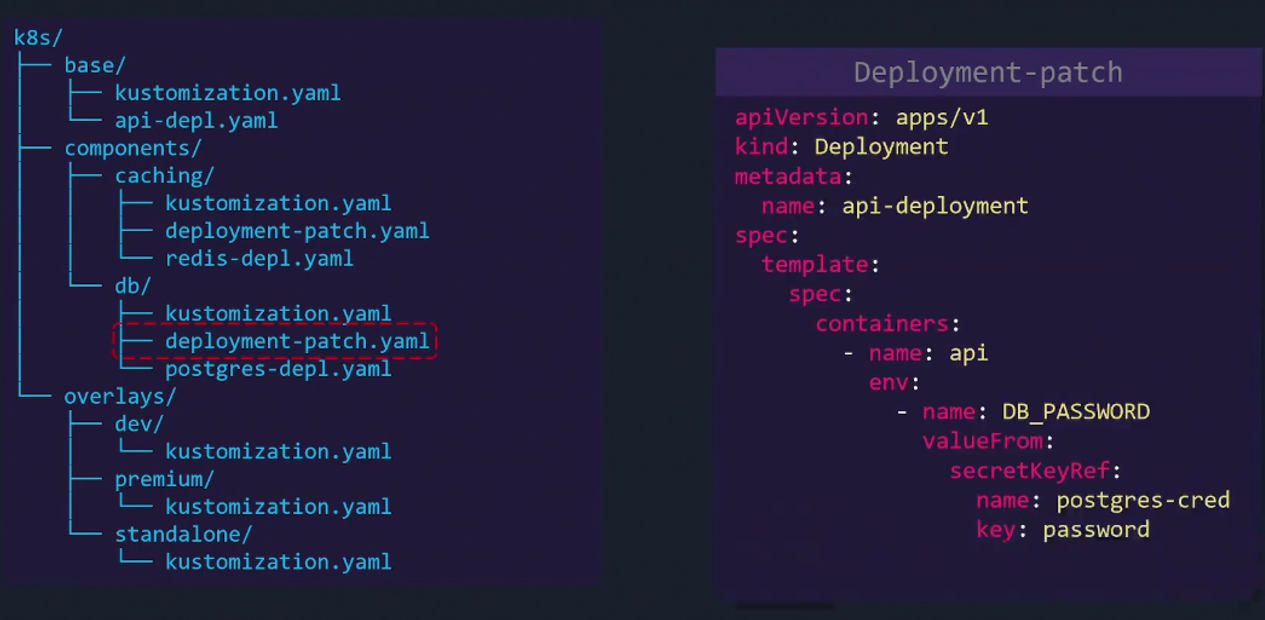 k8s/
├── base/
│   ├── kustomization.yaml
│   └── api-depl.yaml
├── components/
│   ├── caching/
│   │   ├── kustomization.yaml
│   │   ├── deployment-patch.yaml
│   │   └── redis-depl.yaml
│   └── db/
│       ├── kustomization.yaml
│       ├── deployment-patch.yaml
│       └── postgres-depl.yaml
└── overlays/
    ├── dev/
    │   └── kustomization.yaml
    ├── premium/
    │   └── kustomization.yaml
    └── standalone/
        └── kustomization.yaml
Deployment-patch
apiVersion: apps/v1
kind: Deployment
metadata:
  name: api-deployment
spec:
  template:
    spec:
      containers:
        - name: api
          env:
            - name: DB_PASSWORD
              valueFrom:
                secretKeyRef:
                  name: postgres-cred
                  key: password